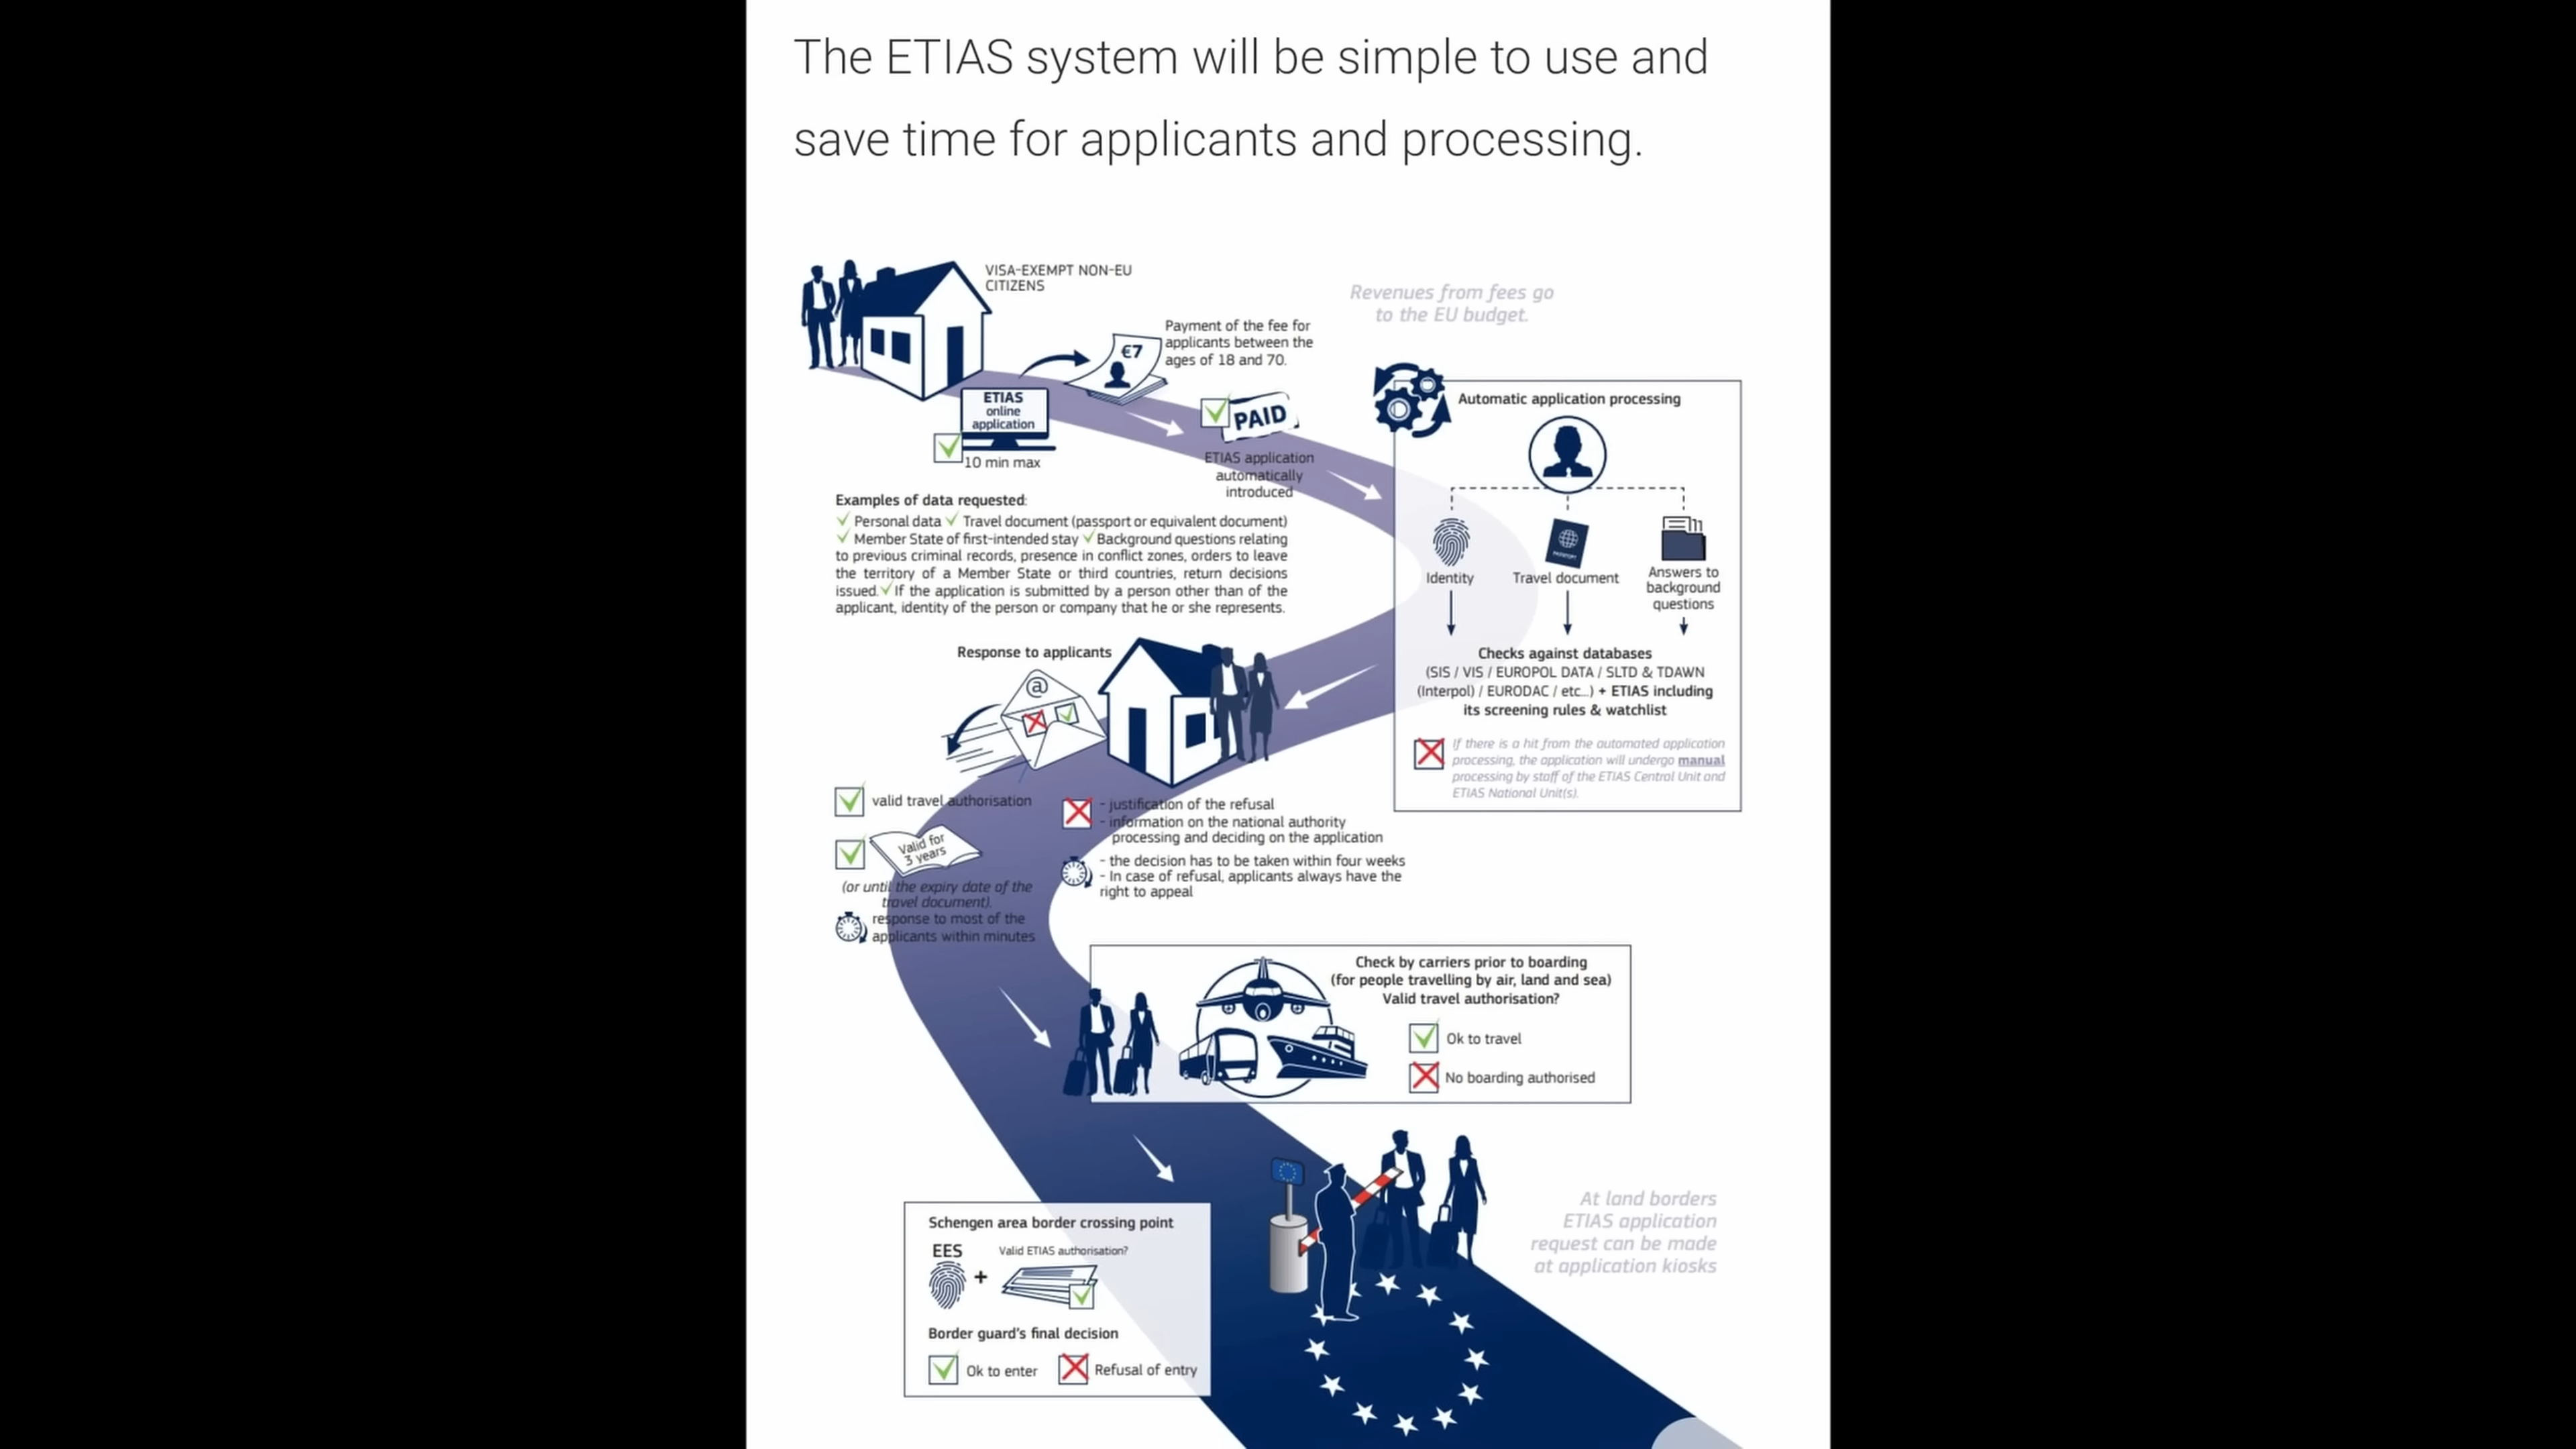 The ETIAS system will be simple to use and
save time for applicants and processing.
VISA-EXEMPT NON-EU
CITIZENS
Revenues from fees go
to the EU budget.
Payment of the fee for
applicants between the
ages of 18 and 70.
€7
ETIAS
online
application
10 min max
PAID
ETIAS application
automatically
introduced
Examples of data requested:
Personal data Travel document (passport or equivalent document)
Member State of first-intended stay Background questions relating
to previous criminal records, presence in conflict zones, orders to leave
the territory of a Member State or third countries, return decisions
issued. If the application is submitted by a person other than of the
applicant, identity of the person or company that he or she represents.
Automatic application processing
PASSPORT
Identity
Travel document
Answers to
background
questions
Checks against databases
(SIS / VIS / EUROPOL DATA / SLTD & TDAWN
(Interpol) / EURODAC / etc...) + ETIAS including
its screening rules & watchlist
If there is a hit from the automated application
processing, the application will undergo manual
processing by staff of the ETIAS Central Unit and
ETIAS National Unit(s).
Response to applicants
@
valid travel authorisation
Valid for
3 years
(or until the expiry date of the
travel document).
response to most of the
applicants within minutes
- justification of the refusal
- information on the national authority
processing and deciding on the application
- the decision has to be taken within four weeks
- In case of refusal, applicants always have the
right to appeal
Check by carriers prior to boarding
(for people travelling by air, land and sea)
Valid travel authorisation?
Ok to travel
No boarding authorised
At land borders
ETIAS application
request can be made
at application kiosks
Schengen area border crossing point
EES
Valid ETIAS authorisation?
+
Border guard's final decision
Ok to enter
Refusal of entry